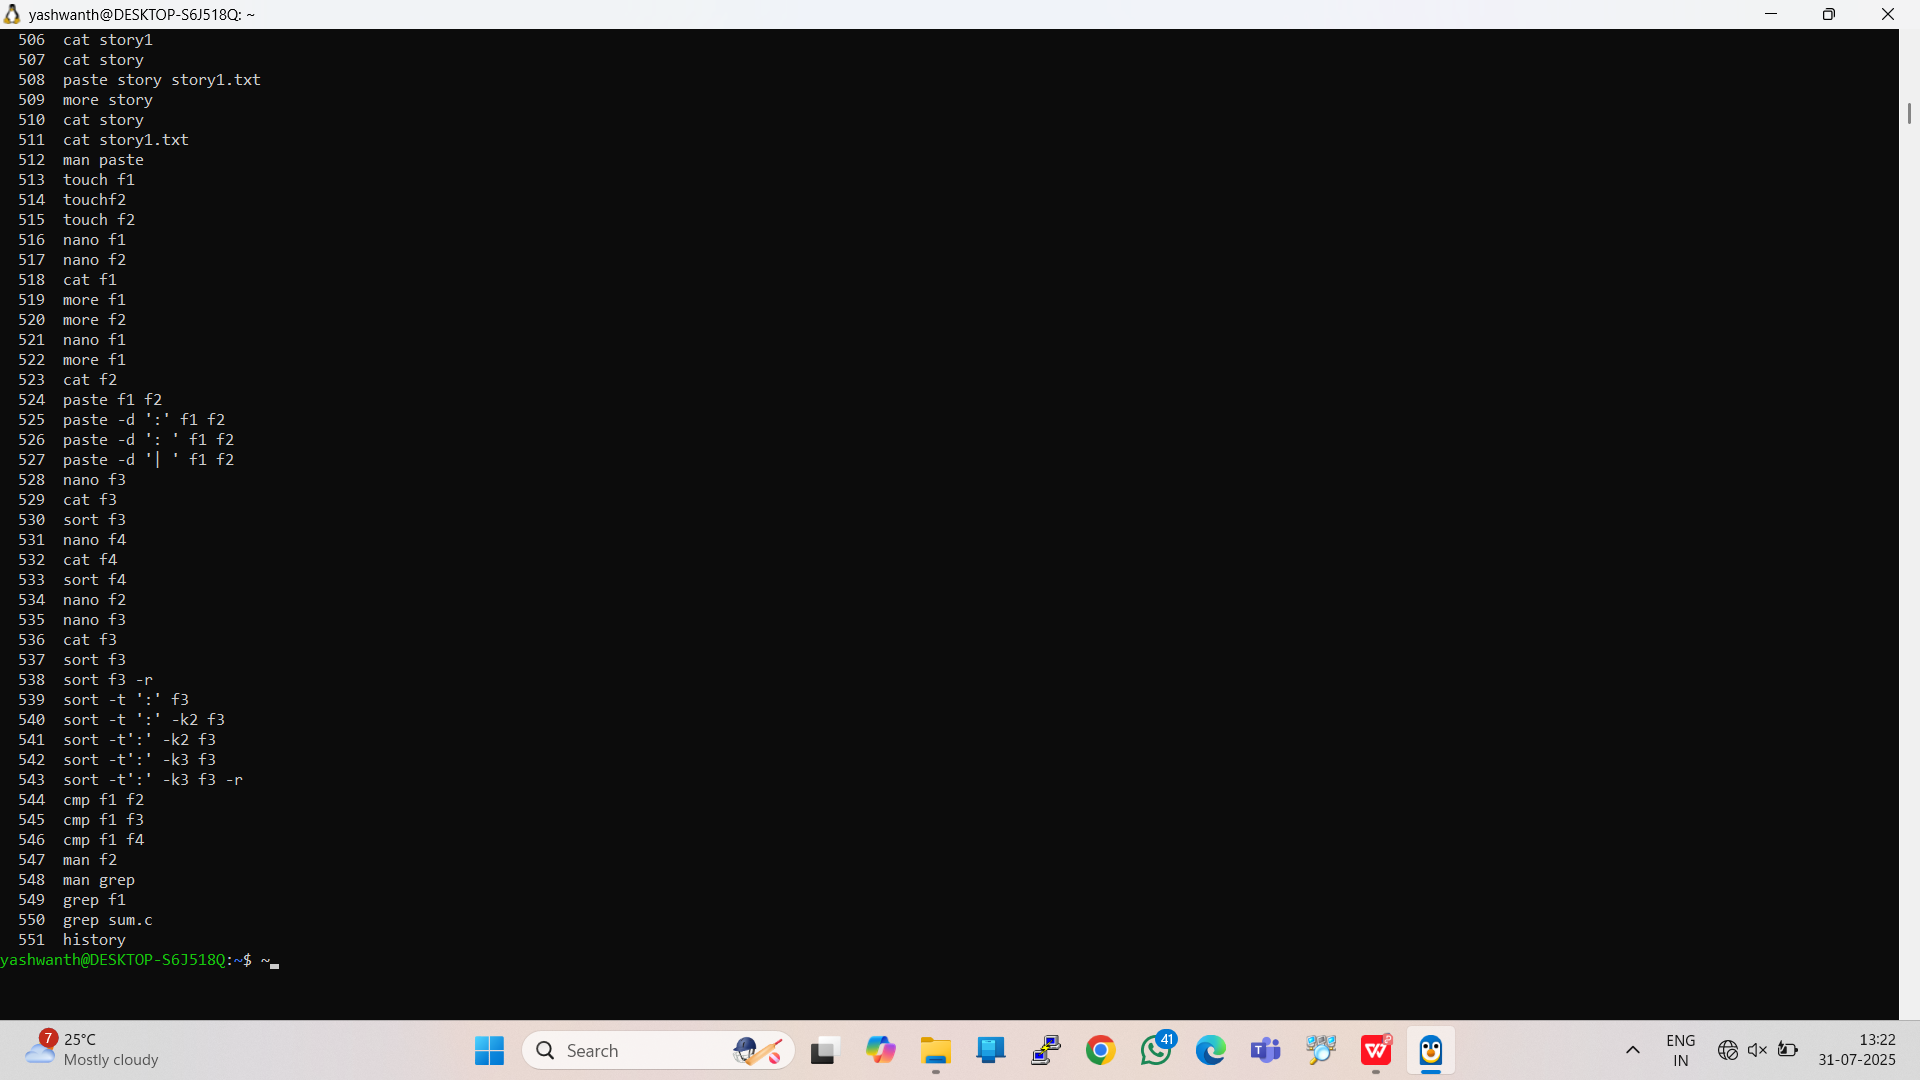 yashwanth@DESKTOP-S6J518Q: ~
506 cat story1
507 cat story
508 paste story story1.txt
509 more story
510 cat story
511 cat story1.txt
512 man paste
513 touch f1
514 touchf2
515 touch f2
516 nano f1
517 nano f2
518 cat f1
519 more f1
520 more f2
521 nano f1
522 more f1
523 cat f2
524 paste f1 f2
525 paste -d ':' f1 f2
526 paste -d ': ' f1 f2
527 paste -d '| ' f1 f2
528 nano f3
529 cat f3
530 sort f3
531 nano f4
532 cat f4
533 sort f4
534 nano f2
535 nano f3
536 cat f3
537 sort f3
538 sort f3 -r
539 sort -t ':' f3
540 sort -t ':' -k2 f3
541 sort -t':' -k2 f3
542 sort -t':' -k3 f3
543 sort -t':' -k3 f3 -r
544 cmp f1 f2
545 cmp f1 f3
546 cmp f1 f4
547 man f2
548 man grep
549 grep f1
550 grep sum.c
551 history
yashwanth@DESKTOP-S6J518Q:~$ ~
7
25°C
Mostly cloudy
Search
41
ENG
IN
13:22
31-07-2025